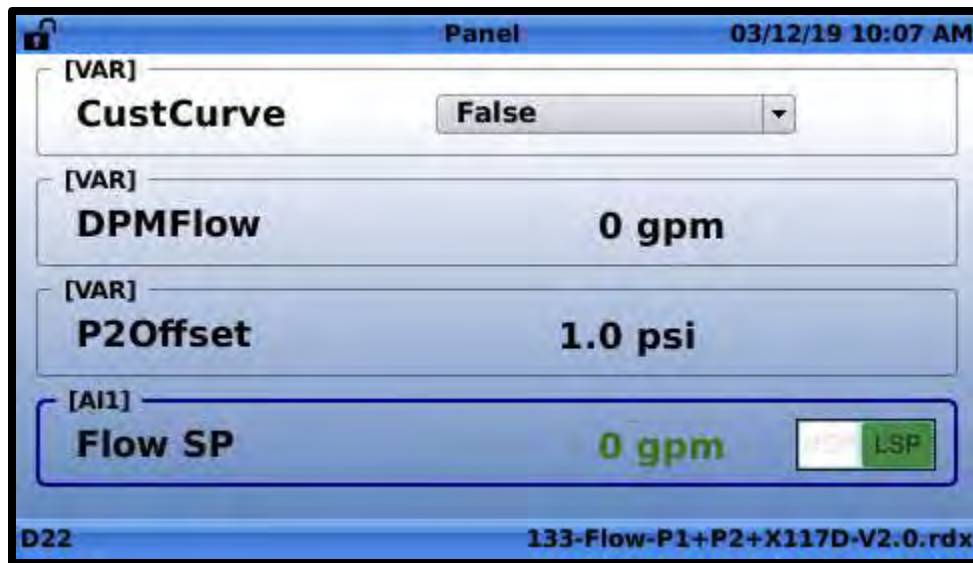 Panel 03/12/19 10:07 AM
[VAR]
CustCurve False
[VAR]
DPMFlow 0 gpm
[VAR]
P2Offset 1.0 psi
[AI1]
Flow SP 0 gpm LSP
D22 133-Flow-P1+P2+X117D-V2.0.rdx